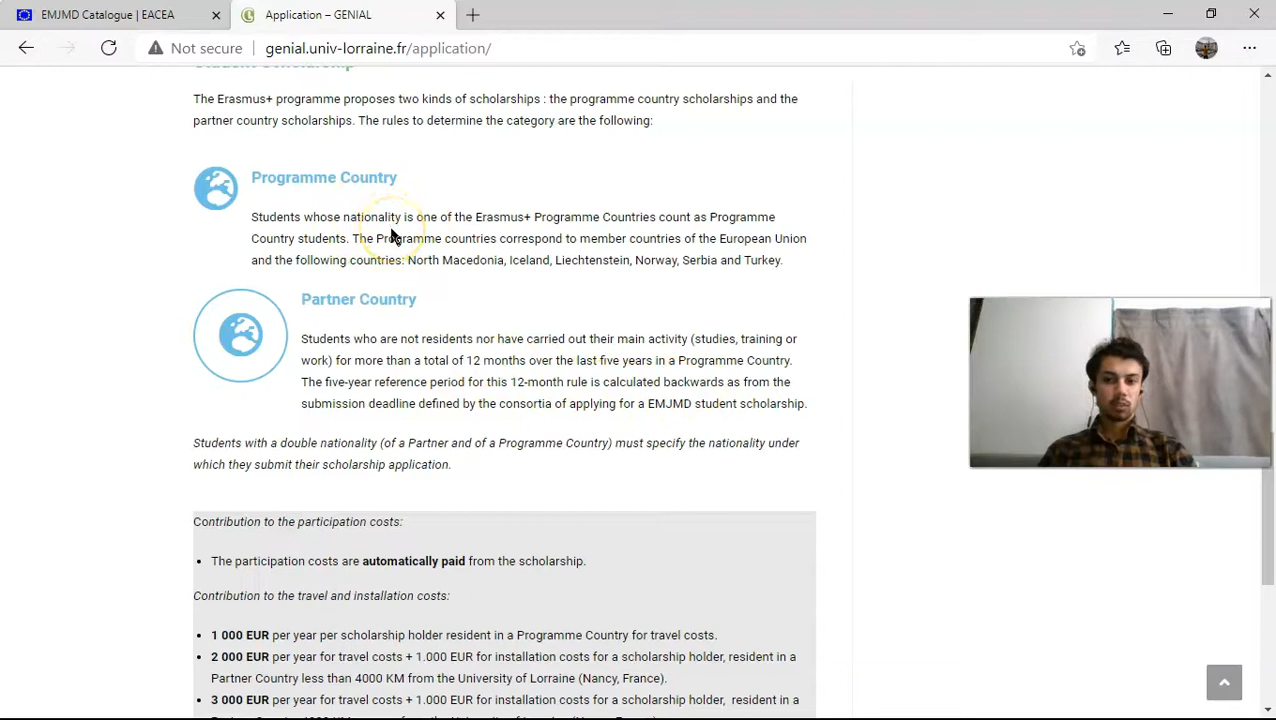 EMJMD Catalogue | EACEA
Application – GENIAL
Not secure
genial.univ-lorraine.fr/application/
Student Scholarship
The Erasmus+ programme proposes two kinds of scholarships : the programme country scholarships and the
partner country scholarships. The rules to determine the category are the following:
Programme Country
Students whose nationality is one of the Erasmus+ Programme Countries count as Programme
Country students. The Programme countries correspond to member countries of the European Union
and the following countries: North Macedonia, Iceland, Liechtenstein, Norway, Serbia and Turkey.
Partner Country
Students who are not residents nor have carried out their main activity (studies, training or
work) for more than a total of 12 months over the last five years in a Programme Country.
The five-year reference period for this 12-month rule is calculated backwards as from the
submission deadline defined by the consortia of applying for a EMJMD student scholarship.
Students with a double nationality (of a Partner and of a Programme Country) must specify the nationality under
which they submit their scholarship application.
Contribution to the participation costs:
• The participation costs are automatically paid from the scholarship.
Contribution to the travel and installation costs:
• 1 000 EUR per year per scholarship holder resident in a Programme Country for travel costs.
• 2 000 EUR per year for travel costs + 1.000 EUR for installation costs for a scholarship holder, resident in a
Partner Country less than 4000 KM from the University of Lorraine (Nancy, France).
• 3 000 EUR per year for travel costs + 1.000 EUR for installation costs for a scholarship holder, resident in a